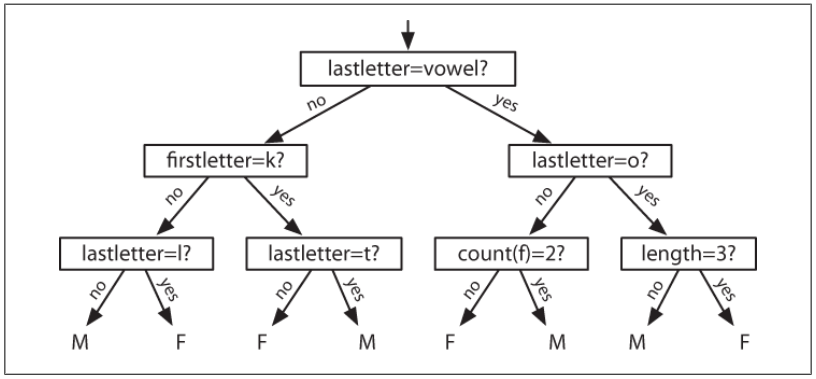 lastletter=vowel?
no yes
firstletter=k? lastletter=o?
no yes no yes
lastletter=l? lastletter=t? count(f)=2? length=3?
no yes no yes no yes no yes
M F F M F M M F